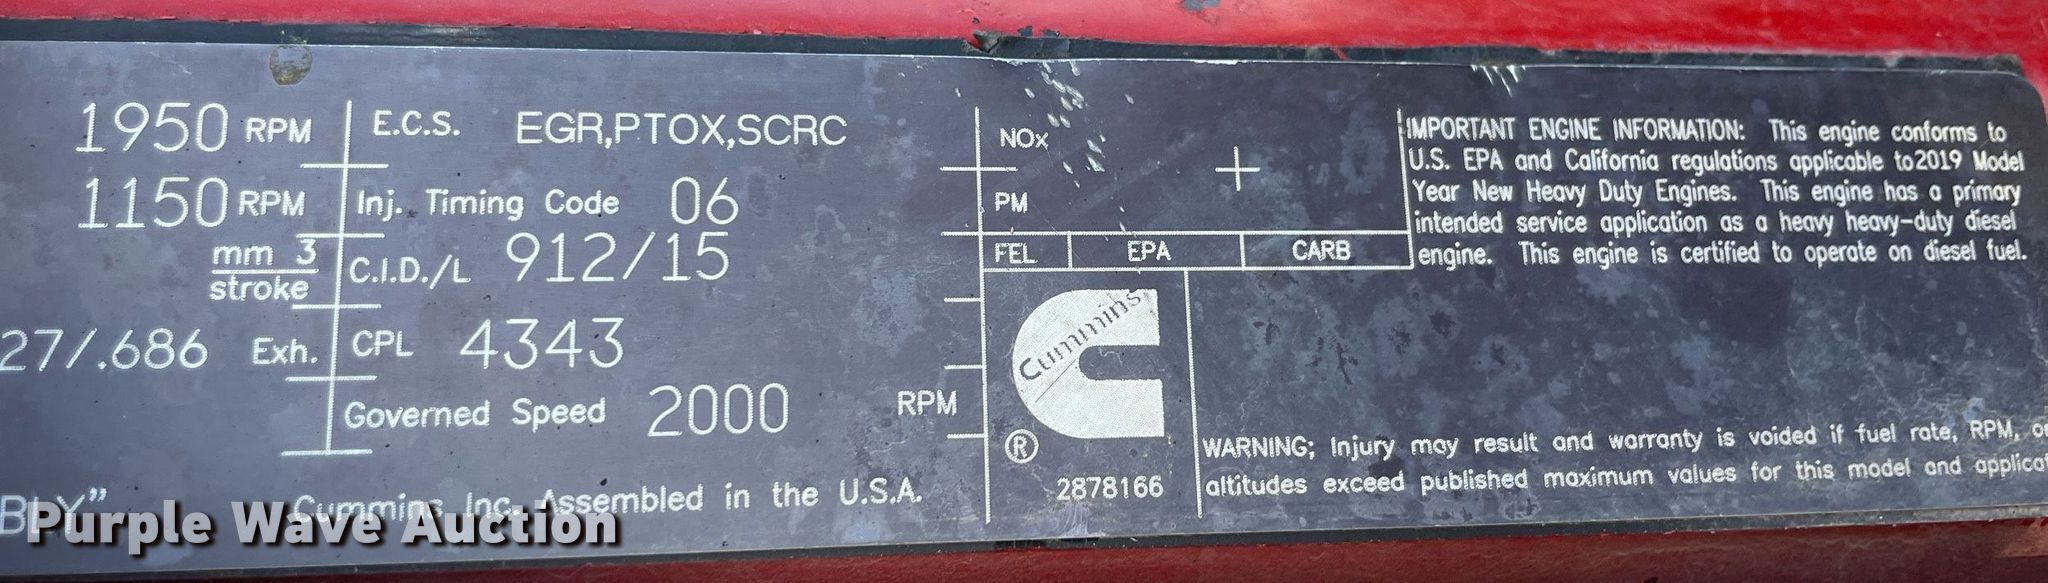 1950 RPM
1150 RPM
mm 3
stroke
27/.686 Exh.
BLY"
E.C.S. EGR,PTOX,SCRC
Inj. Timing Code 06
C.I.D./L 912/15
CPL 4343
Governed Speed 2000 RPM
Cummins Inc. Assembled in the U.S.A.
NOX
PM
FEL EPA CARB
Cummins
®
2878166
IMPORTANT ENGINE INFORMATION: This engine conforms to
U.S. EPA and California regulations applicable to 2019 Model
Year New Heavy Duty Engines. This engine has a primary
intended service application as a heavy heavy-duty diesel
engine. This engine is certified to operate on diesel fuel.
WARNING; Injury may result and warranty is voided if fuel rate, RPM, or
altitudes exceed published maximum values for this model and applicat
Purple Wave Auction